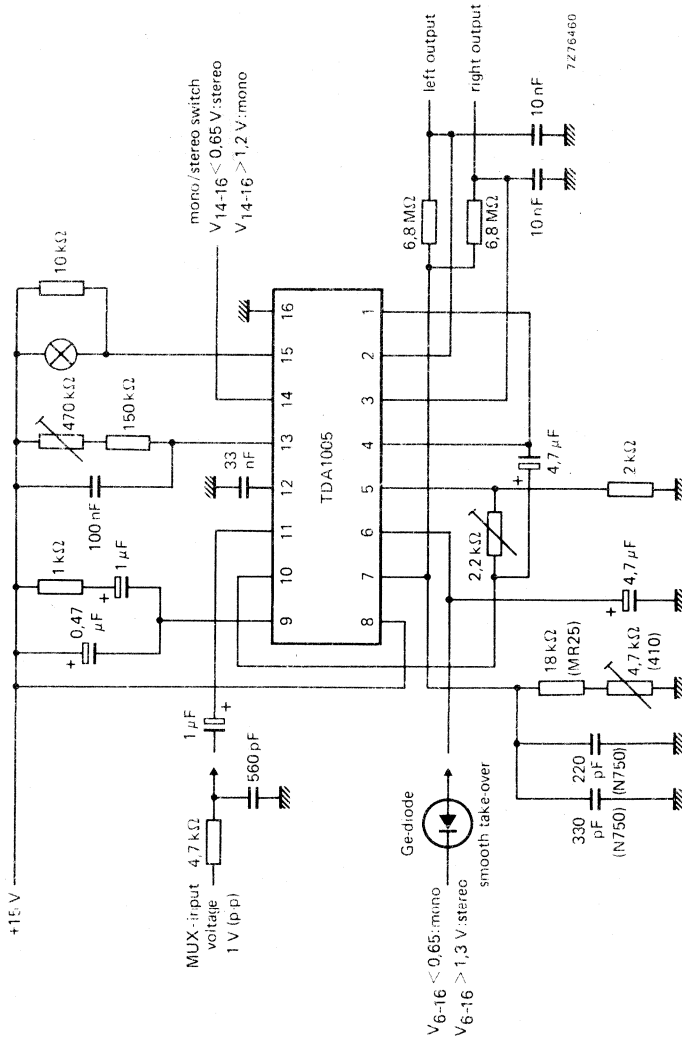 +15 V
0,47
µF
+
1 kΩ
1 µF
+
100 nF
470 kΩ
150 kΩ
10 kΩ
mono/stereo switch
V14-16 < 0,65 V:stereo
V14-16 > 1,2 V:mono
MUX-input
voltage
1 V (p-p)
4,7 kΩ
560 pF
1 µF
+
33
nF
9
10
11
12
13
14
15
16
TDA1005
8
7
6
5
4
3
2
1
6,8 MΩ
6,8 MΩ
left output
right output
10 nF
10 nF
2,2 kΩ
+
4,7 µF
2 kΩ
Ge-diode
smooth take-over
V6-16 < 0,65:mono
V6-16 > 1,3 V:stereo
330
pF
(N750)
220
pF
(N750)
18 kΩ
(MR25)
4,7 kΩ
(410)
+
4,7 µF
7Z76460